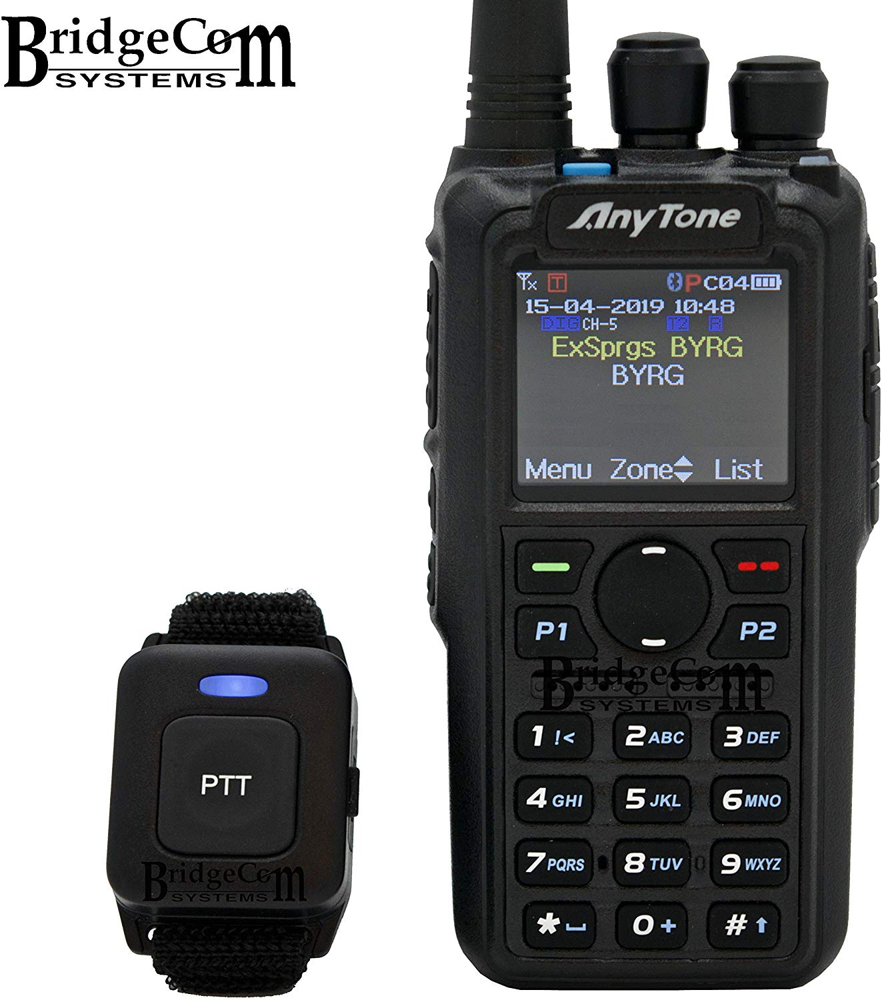 BridgeCom
SYSTEMS
AnyTone
Tx T P C04
15-04-2019 10:48
DIG CH-5 T2 R
ExSprgs BYRG
BYRG
Menu Zone List
P1 P2
BridgeCom
SYSTEMS
1 !< 2 ABC 3 DEF
4 GHI 5 JKL 6 MNO
7 PQRS 8 TUV 9 WXYZ
* ⎵ 0 + # ⬆
PTT
BridgeCom
SYSTEMS